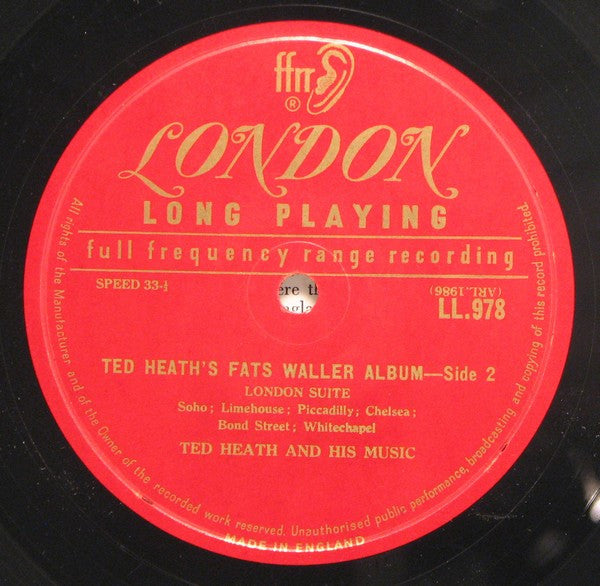 ffrr
®
LONDON
LONG PLAYING
full frequency range recording
SPEED 33-⅓
(ARL.1986)
LL.978
TED HEATH'S FATS WALLER ALBUM—Side 2
LONDON SUITE
Soho; Limehouse; Piccadilly; Chelsea;
Bond Street; Whitechapel
TED HEATH AND HIS MUSIC
All rights of the Manufacturer and of the Owner of the recorded work reserved. Unauthorised public performance, broadcasting and copying of this record prohibited.
MADE IN ENGLAND